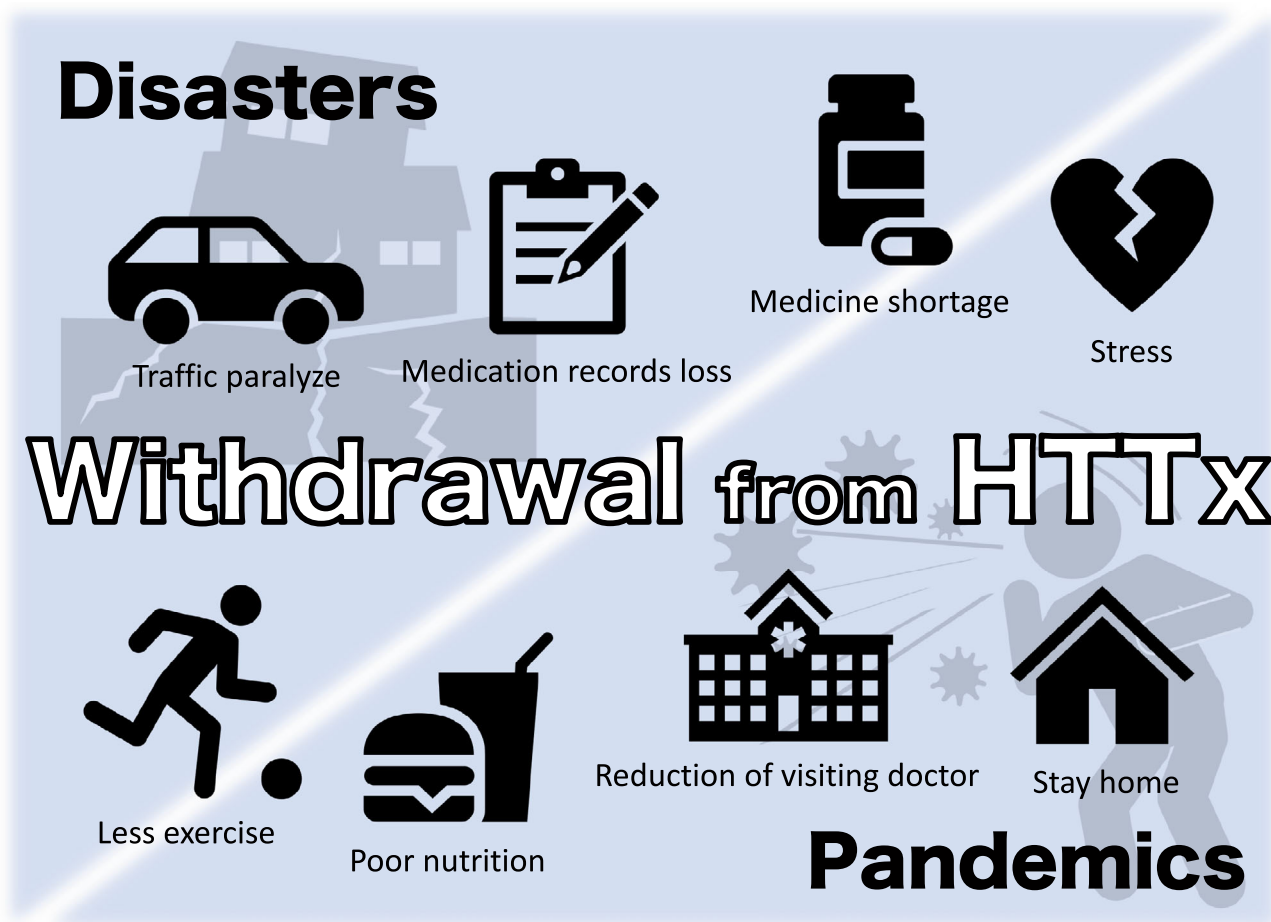 Disasters
Traffic paralyze
Medication records loss
Medicine shortage
Stress
Withdrawal from HTTx
Less exercise
Poor nutrition
Reduction of visiting doctor
Stay home
Pandemics